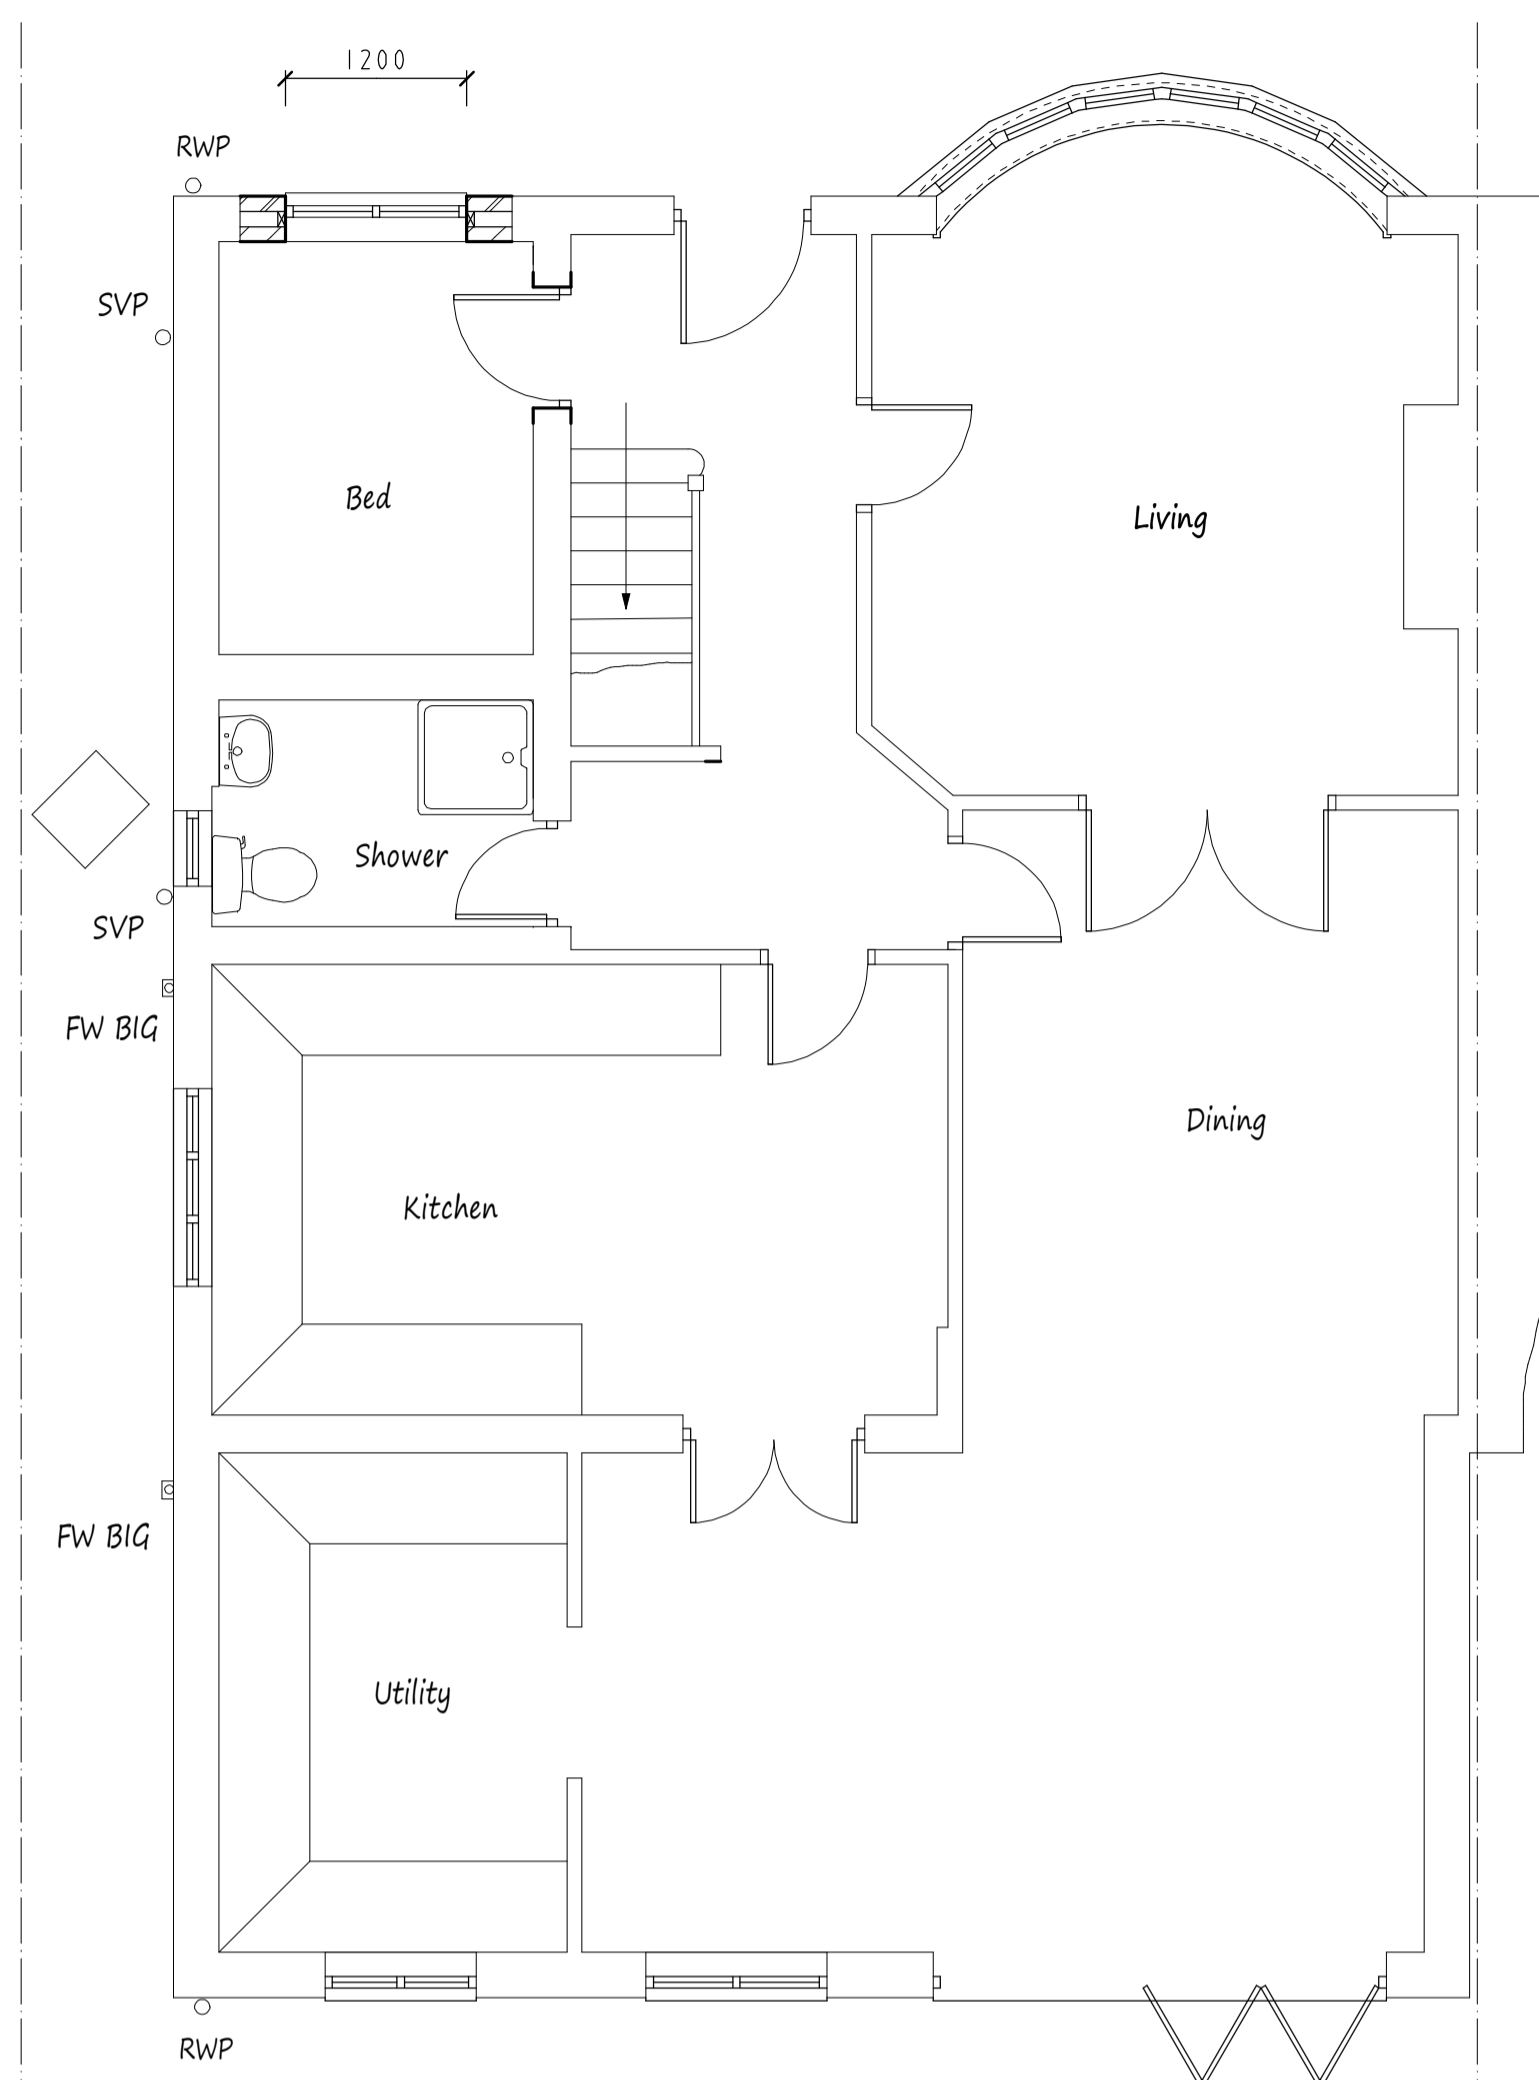 1200
RWP
SVP
Bed
Living
Shower
SVP
FW BIG
Dining
Kitchen
FW BIG
Utility
RWP